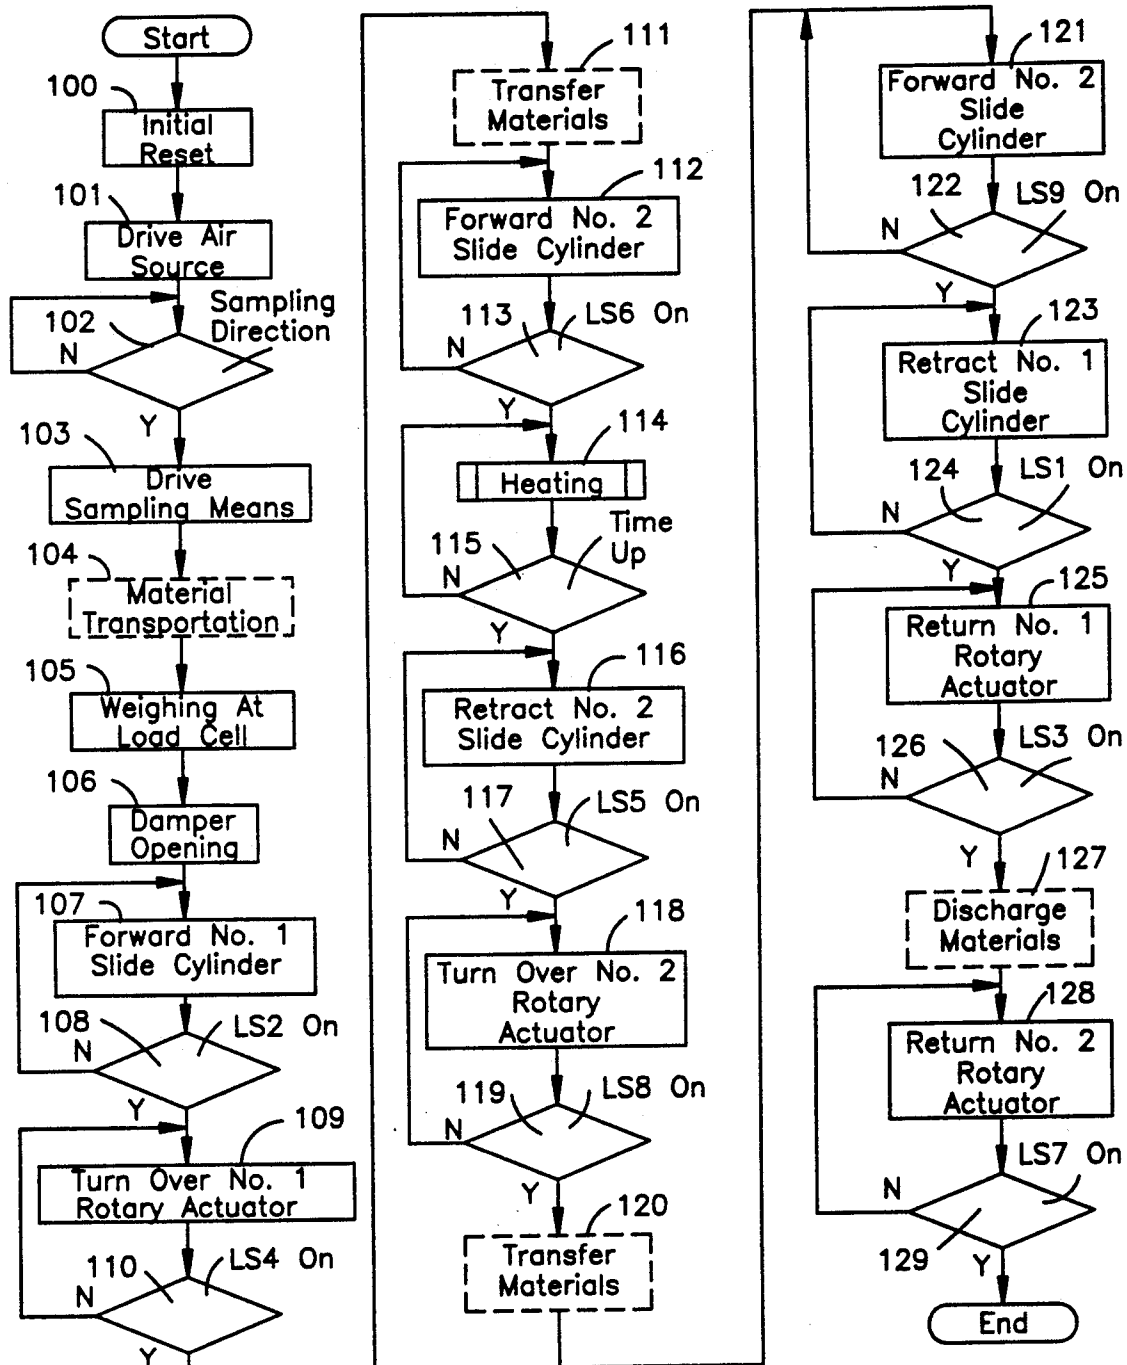 Start
100
Initial
Reset
101
Drive Air
Source
Sampling
Direction
102
N
Y
103
Drive
Sampling Means
104
Material
Transportation
105
Weighing At
Load Cell
106
Damper
Opening
107
Forward No. 1
Slide Cylinder
108
LS2 On
N
Y
109
Turn Over No. 1
Rotary Actuator
110
LS4 On
N
Y
111
Transfer
Materials
112
Forward No. 2
Slide Cylinder
113
LS6 On
N
Y
114
Heating
Time
Up
115
N
Y
116
Retract No. 2
Slide Cylinder
117
LS5 On
N
Y
118
Turn Over No. 2
Rotary
Actuator
119
LS8 On
N
Y
120
Transfer
Materials
121
Forward No. 2
Slide
Cylinder
122
LS9 On
N
Y
123
Retract No. 1
Slide
Cylinder
124
LS1 On
N
Y
125
Return No. 1
Rotary
Actuator
126
LS3 On
N
Y
127
Discharge
Materials
128
Return No. 2
Rotary
Actuator
LS7 On
N
129
Y
End